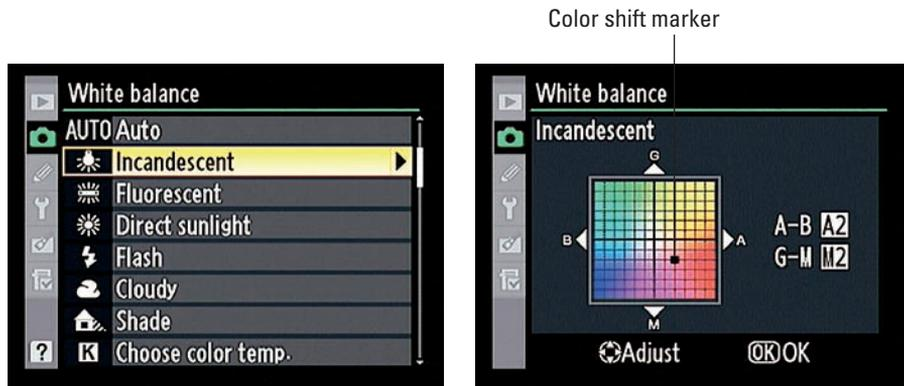 Color shift marker
White balance
AUTO Auto
Incandescent
Fluorescent
Direct sunlight
Flash
Cloudy
Shade
K Choose color temp.
?
White balance
Incandescent
G
B
A
M
A-B A2
G-M M2
Adjust
OK OK